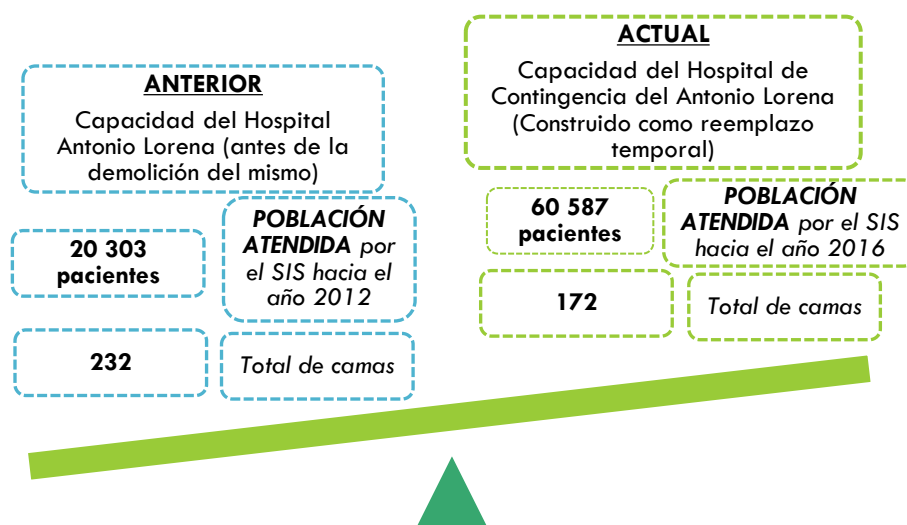 ANTERIOR
Capacidad del Hospital
Antonio Lorena (antes de la
demolición del mismo)
20 303
pacientes
POBLACIÓN
ATENDIDA por
el SIS hacia el
año 2012
232
Total de camas
ACTUAL
Capacidad del Hospital de
Contingencia del Antonio Lorena
(Construido como reemplazo
temporal)
60 587
pacientes
POBLACIÓN
ATENDIDA por el SIS
hacia el año 2016
172
Total de camas